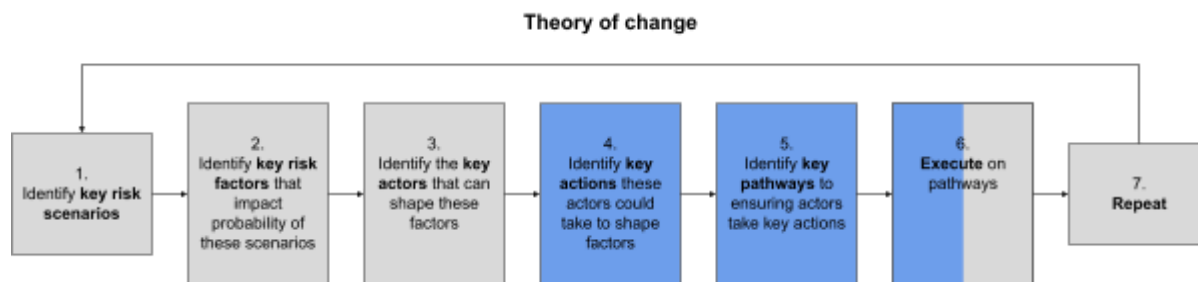 Theory of change
1.
Identify key risk
scenarios
2.
Identify key risk
factors that
impact
probability of
these scenarios
3.
Identify the key
actors that can
shape these
factors
4.
Identify key
actions these
actors could
take to shape
factors
5.
Identify key
pathways to
ensuring actors
take key actions
6.
Execute on
pathways
7.
Repeat